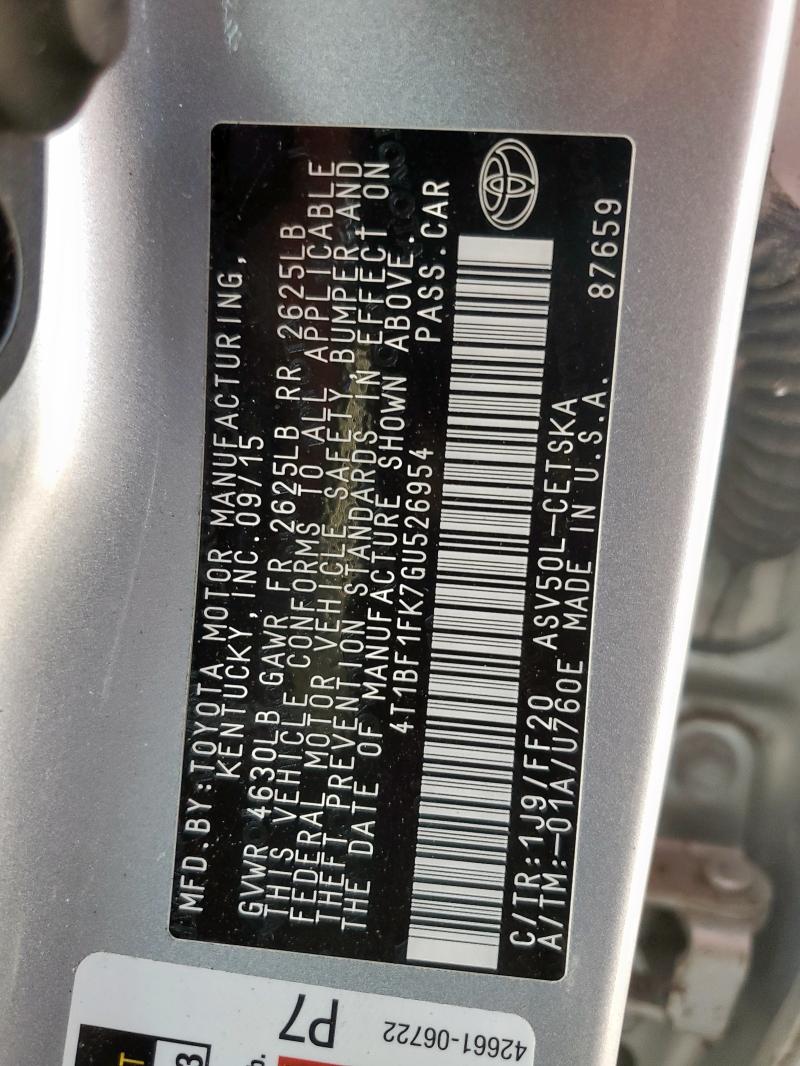 MFD.BY:TOYOTA MOTOR MANUFACTURING,
KENTUCKY INC.09/15
GVWR 4630LB GAWR FR 2625LB RR 2625LB
THIS VEHICLE CONFORMS TO ALL APPLICABLE
FEDERAL MOTOR VEHICLE SAFETY, BUMPER, AND
THEFT PREVENTION STANDARDS IN EFFECT ON
THE DATE OF MANUFACTURE SHOWN ABOVE.
4T1BF1FK7GU526954 PASS.CAR
C/TR:1J9/FF20 ASV50L-CETSKA
A/TM:-01A/U760E MADE IN U.S.A.
87659
P7
42661-06722